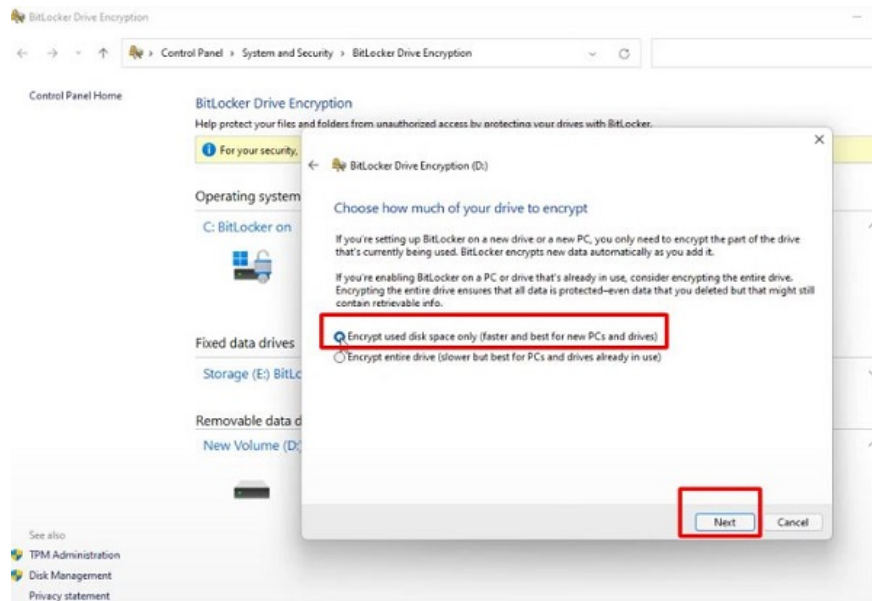 BitLocker Drive Encryption
Control Panel > System and Security > BitLocker Drive Encryption
Control Panel Home
BitLocker Drive Encryption
Help protect your files and folders from unauthorized access by protecting your drives with BitLocker.
For your security,
Operating system
C: BitLocker on
Fixed data drives
Storage (E:) BitLo
Removable data d
New Volume (D:
See also
TPM Administration
Disk Management
Privacy statement
BitLocker Drive Encryption (D:)
Choose how much of your drive to encrypt
If you're setting up BitLocker on a new drive or a new PC, you only need to encrypt the part of the drive
that's currently being used. BitLocker encrypts new data automatically as you add it.
If you're enabling BitLocker on a PC or drive that's already in use, consider encrypting the entire drive.
Encrypting the entire drive ensures that all data is protected–even data that you deleted but that might still
contain retrievable info.
Encrypt used disk space only (faster and best for new PCs and drives)
Encrypt entire drive (slower but best for PCs and drives already in use)
Next
Cancel